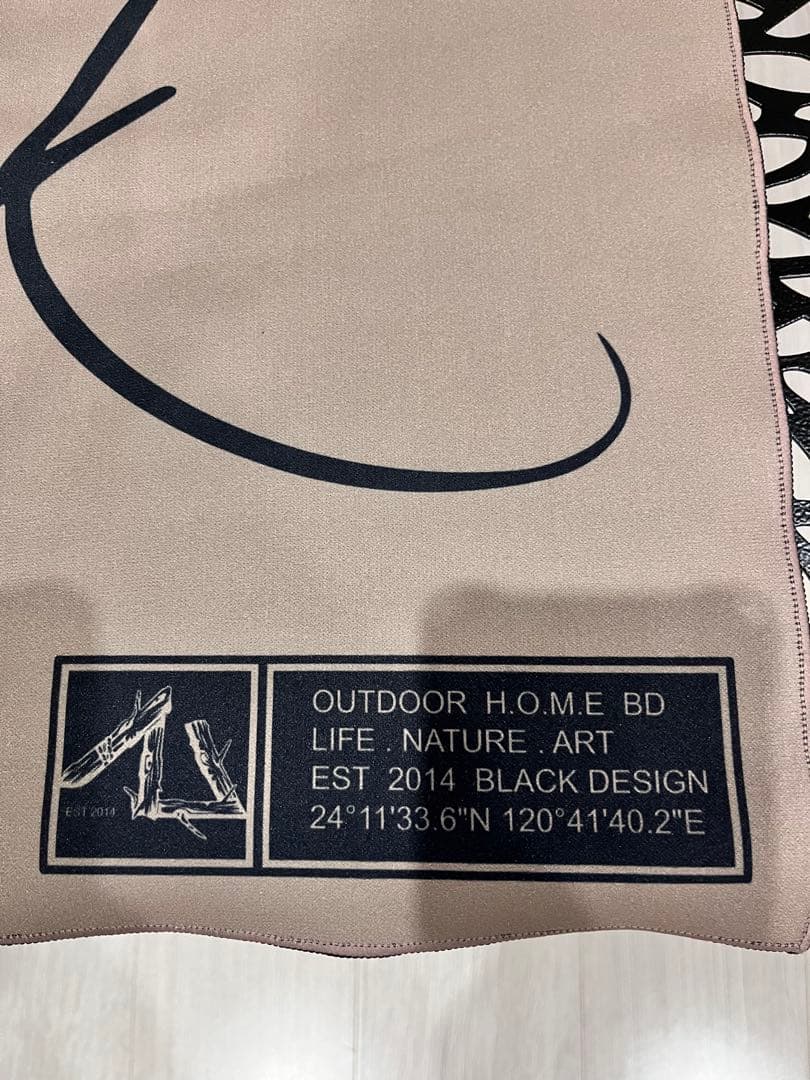 EST 2014
OUTDOOR H.O.M.E BD
LIFE . NATURE . ART
EST 2014 BLACK DESIGN
24°11'33.6"N 120°41'40.2"E